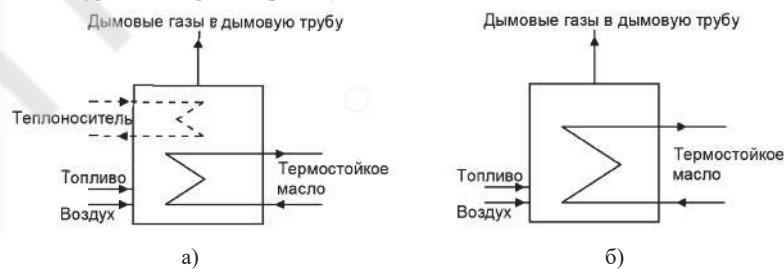 Дымовые газы в дымовую трубу
Теплоноситель
Топливо
Воздух
Термостойкое
масло
а)
Дымовые газы в дымовую трубу
Топливо
Воздух
Термостойкое
масло
б)